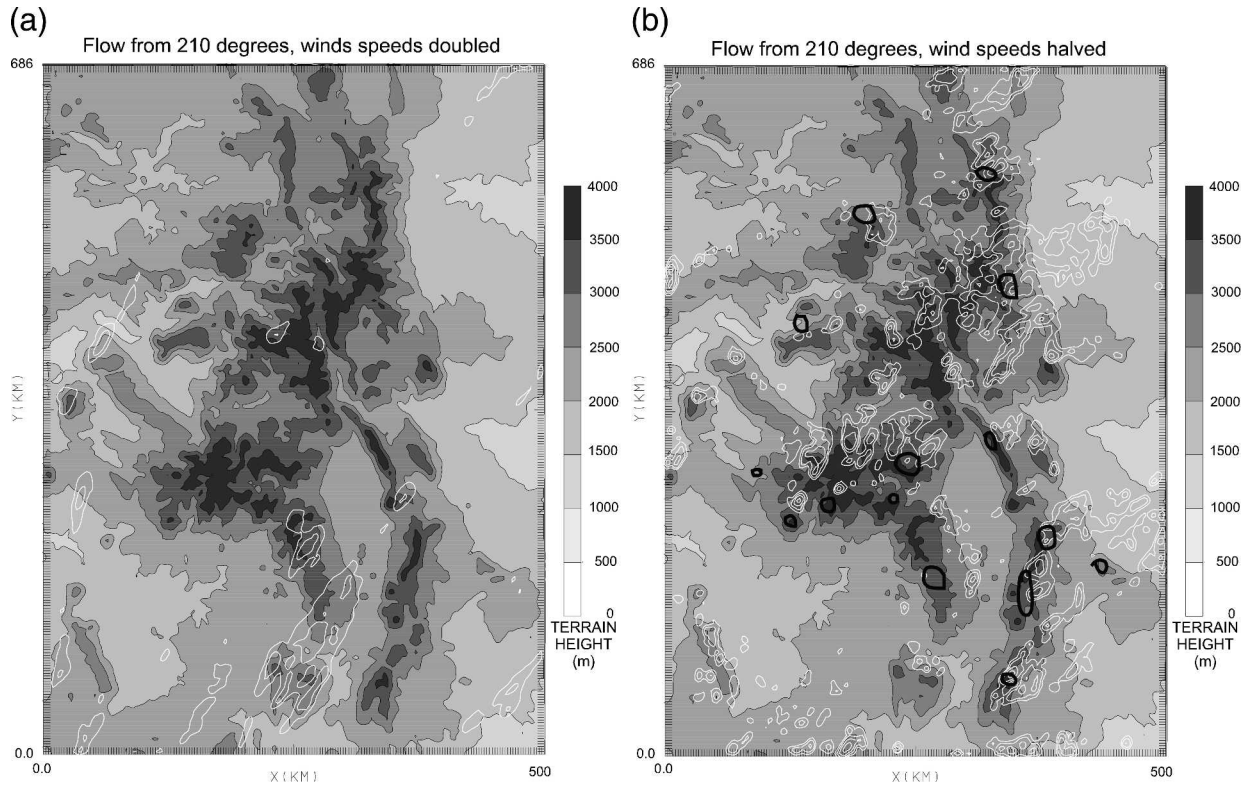 (a)
Flow from 210 degrees, winds speeds doubled
686
Y(KM)
0.0
0.0
X(KM)
500
4000
3500
3000
2500
2000
1500
1000
500
0
TERRAIN
HEIGHT
(m)
(b)
Flow from 210 degrees, wind speeds halved
686
Y(KM)
0.0
0.0
X(KM)
500
4000
3500
3000
2500
2000
1500
1000
500
0
TERRAIN
HEIGHT
(m)